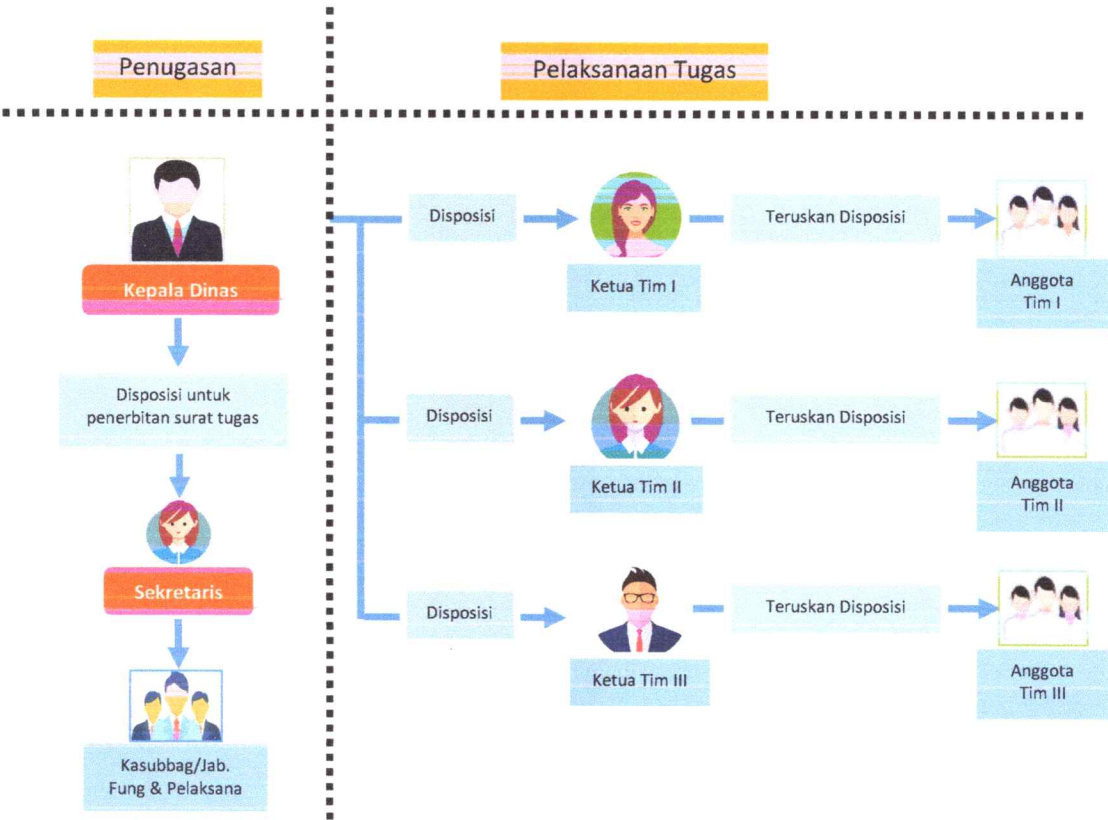 Penugasan
Pelaksanaan Tugas
Kepala Dinas
Disposisi untuk
penerbitan surat tugas
Sekretaris
Kasubbag/Jab.
Fung & Pelaksana
Disposisi
Ketua Tim I
Teruskan Disposisi
Anggota
Tim I
Disposisi
Ketua Tim II
Teruskan Disposisi
Anggota
Tim II
Disposisi
Ketua Tim III
Teruskan Disposisi
Anggota
Tim III